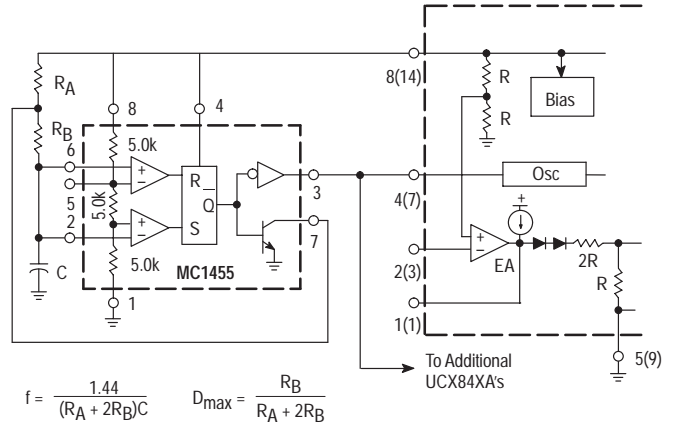 RA
RB
6
5
2
C
8
4
5.0k
5.0k
5.0k
+
–
+
–
R
S
Q
MC1455
3
7
1
8(14)
R
R
Bias
4(7)
Osc
+
2(3)
+
–
EA
2R
R
1(1)
5(9)
To Additional
UCX84XA's
f = 1.44 / (RA + 2RB)C
Dmax = RB / RA + 2RB